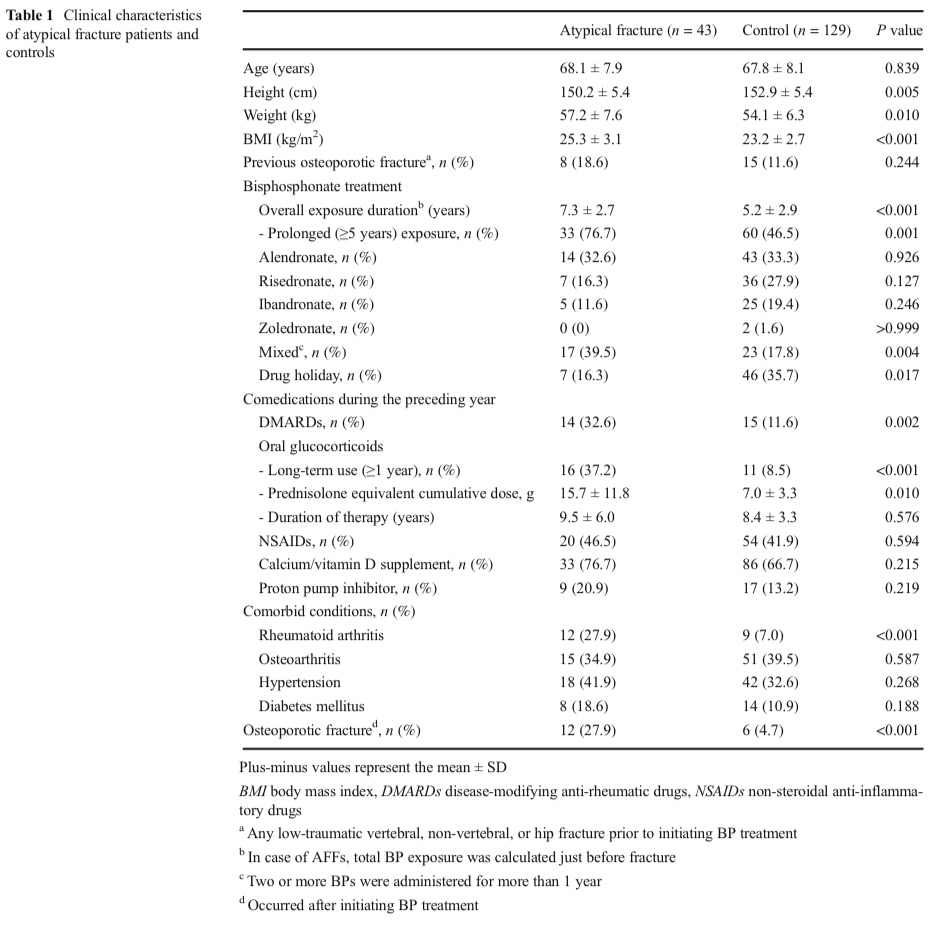 Table 1 Clinical characteristics
of atypical fracture patients and
controls
Atypical fracture (n = 43) Control (n = 129) P value
Age (years) 68.1 ± 7.9 67.8 ± 8.1 0.839
Height (cm) 150.2 ± 5.4 152.9 ± 5.4 0.005
Weight (kg) 57.2 ± 7.6 54.1 ± 6.3 0.010
BMI (kg/m²) 25.3 ± 3.1 23.2 ± 2.7 <0.001
Previous osteoporotic fractureᵃ, n (%) 8 (18.6) 15 (11.6) 0.244
Bisphosphonate treatment
Overall exposure durationᵇ (years) 7.3 ± 2.7 5.2 ± 2.9 <0.001
- Prolonged (≥5 years) exposure, n (%) 33 (76.7) 60 (46.5) 0.001
Alendronate, n (%) 14 (32.6) 43 (33.3) 0.926
Risedronate, n (%) 7 (16.3) 36 (27.9) 0.127
Ibandronate, n (%) 5 (11.6) 25 (19.4) 0.246
Zoledronate, n (%) 0 (0) 2 (1.6) >0.999
Mixedᶜ, n (%) 17 (39.5) 23 (17.8) 0.004
Drug holiday, n (%) 7 (16.3) 46 (35.7) 0.017
Comedications during the preceding year
DMARDs, n (%) 14 (32.6) 15 (11.6) 0.002
Oral glucocorticoids
- Long-term use (≥1 year), n (%) 16 (37.2) 11 (8.5) <0.001
- Prednisolone equivalent cumulative dose, g 15.7 ± 11.8 7.0 ± 3.3 0.010
- Duration of therapy (years) 9.5 ± 6.0 8.4 ± 3.3 0.576
NSAIDs, n (%) 20 (46.5) 54 (41.9) 0.594
Calcium/vitamin D supplement, n (%) 33 (76.7) 86 (66.7) 0.215
Proton pump inhibitor, n (%) 9 (20.9) 17 (13.2) 0.219
Comorbid conditions, n (%)
Rheumatoid arthritis 12 (27.9) 9 (7.0) <0.001
Osteoarthritis 15 (34.9) 51 (39.5) 0.587
Hypertension 18 (41.9) 42 (32.6) 0.268
Diabetes mellitus 8 (18.6) 14 (10.9) 0.188
Osteoporotic fractureᵈ, n (%) 12 (27.9) 6 (4.7) <0.001
Plus-minus values represent the mean ± SD
BMI body mass index, DMARDs disease-modifying anti-rheumatic drugs, NSAIDs non-steroidal anti-inflamma-
tory drugs
ᵃ Any low-traumatic vertebral, non-vertebral, or hip fracture prior to initiating BP treatment
ᵇ In case of AFFs, total BP exposure was calculated just before fracture
ᶜ Two or more BPs were administered for more than 1 year
ᵈ Occurred after initiating BP treatment